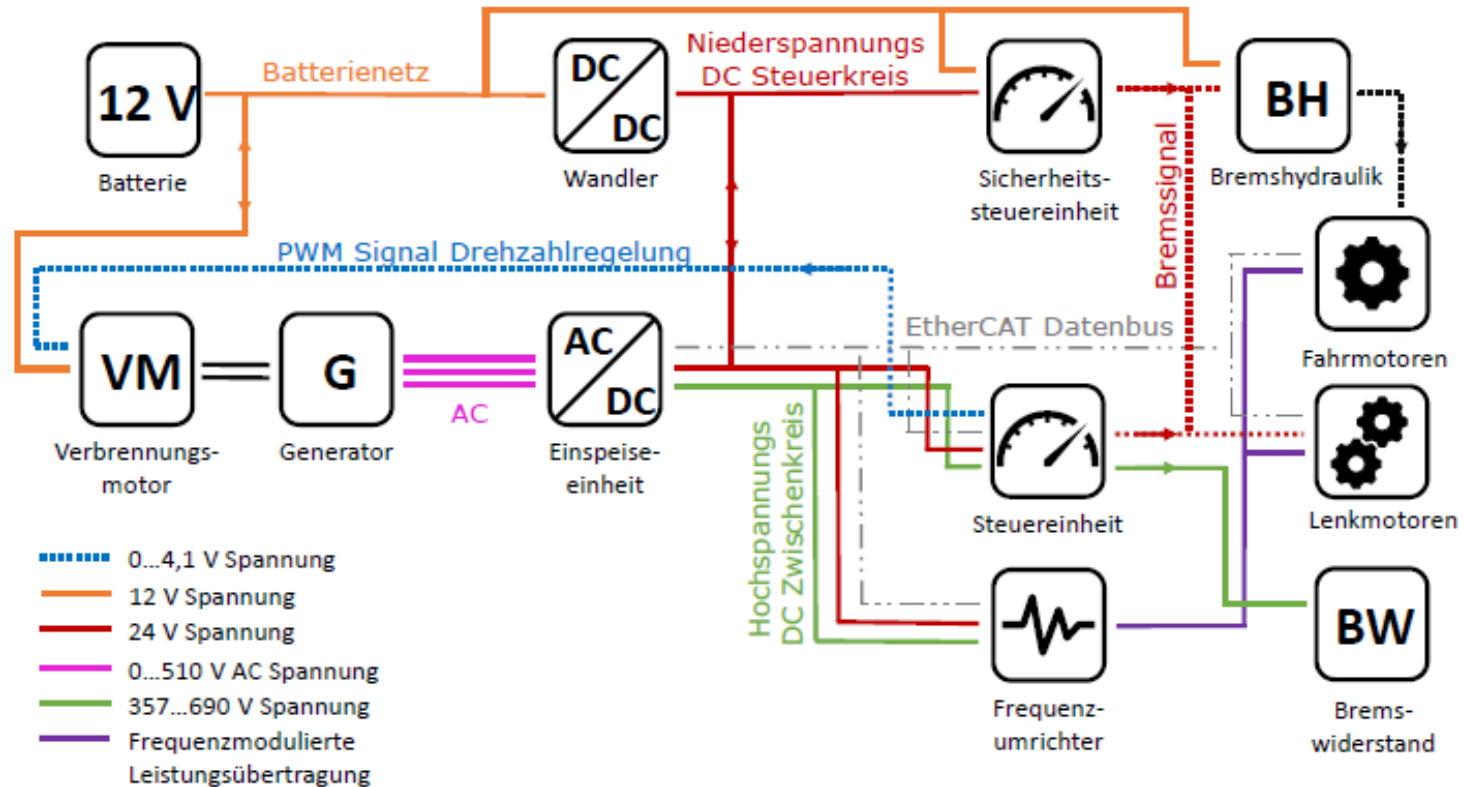 Batterienetz
Niederspannungs
DC Steuerkreis
12 V
DC
DC
BH
Batterie
Wandler
Sicherheits-
steuereinheit
Bremshydraulik
Bremssignal
PWM Signal Drehzahlregelung
EtherCAT Datenbus
VM
G
AC
DC
AC
Fahrmotoren
Verbrennungs-
motor
Generator
Einspeise-
einheit
Hochspannungs
DC Zwischenkreis
Steuereinheit
Lenkmotoren
BW
Frequenz-
umrichter
Brems-
widerstand
0...4,1 V Spannung
12 V Spannung
24 V Spannung
0...510 V AC Spannung
357...690 V Spannung
Frequenzmodulierte
Leistungsübertragung